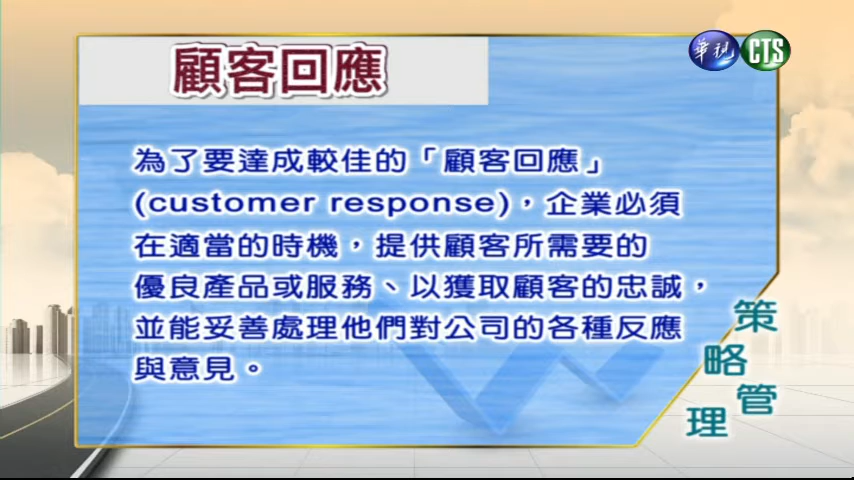 顧客回應
華視 CTS
為了要達成較佳的「顧客回應」
(customer response)，企業必須
在適當的時機，提供顧客所需要的
優良產品或服務、以獲取顧客的忠誠，
並能妥善處理他們對公司的各種反應
與意見。
策略管理